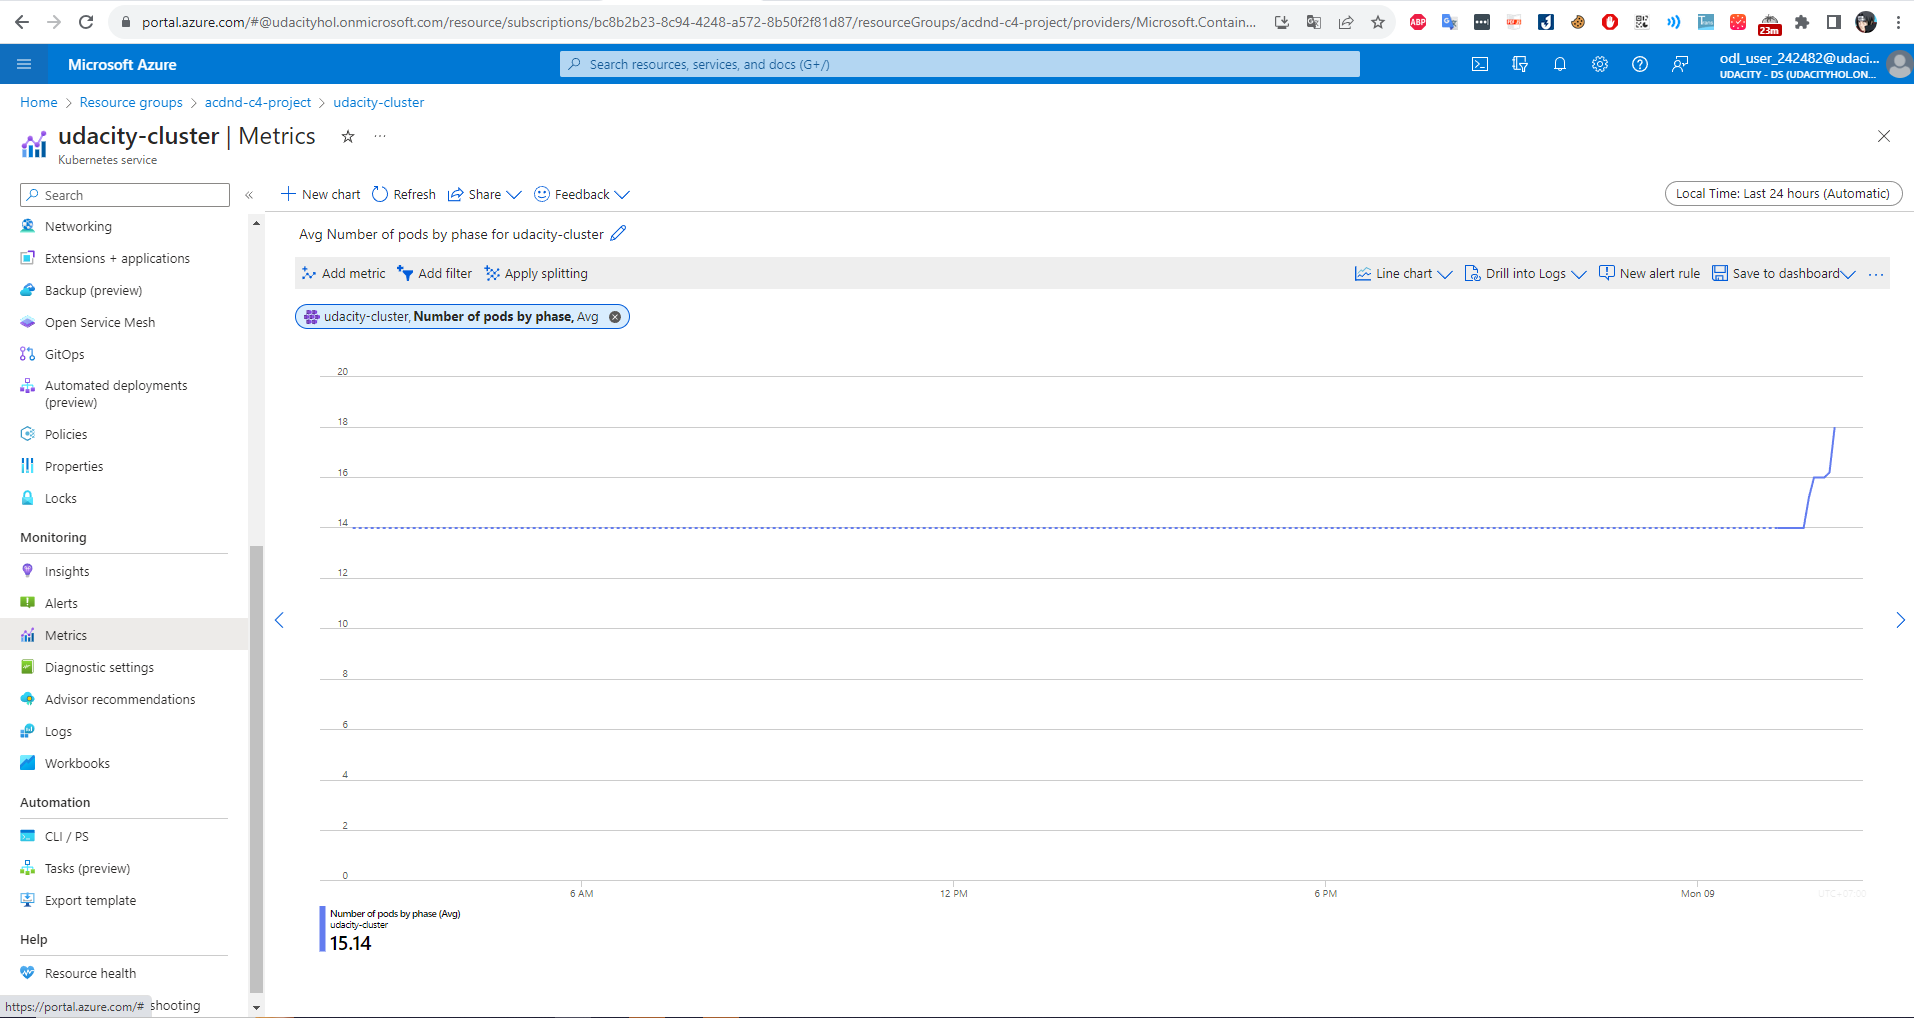 portal.azure.com/#@udacityhol.onmicrosoft.com/resource/subscriptions/bc8b2b23-8c94-4248-a572-8b50f2f81d87/resourceGroups/acdnd-c4-project/providers/Microsoft.Contain...
ABP
23m
Microsoft Azure
Search resources, services, and docs (G+/)
odl_user_242482@udaci...
UDACITY - DS (UDACITYHOL.ON...
Home > Resource groups > acdnd-c4-project > udacity-cluster
udacity-cluster | Metrics
Kubernetes service
Search
New chart Refresh Share Feedback
Local Time: Last 24 hours (Automatic)
Networking
Extensions + applications
Backup (preview)
Open Service Mesh
GitOps
Automated deployments
(preview)
Policies
Properties
Locks
Monitoring
Insights
Alerts
Metrics
Diagnostic settings
Advisor recommendations
Logs
Workbooks
Automation
CLI / PS
Tasks (preview)
Export template
Help
Resource health
shooting
https://portal.azure.com/#
Avg Number of pods by phase for udacity-cluster
Add metric Add filter Apply splitting
Line chart Drill into Logs New alert rule Save to dashboard ...
udacity-cluster, Number of pods by phase, Avg
20
18
16
14
12
10
8
6
4
2
0
6 AM 12 PM 6 PM Mon 09 UTC+07:00
Number of pods by phase (Avg)
udacity-cluster
15.14